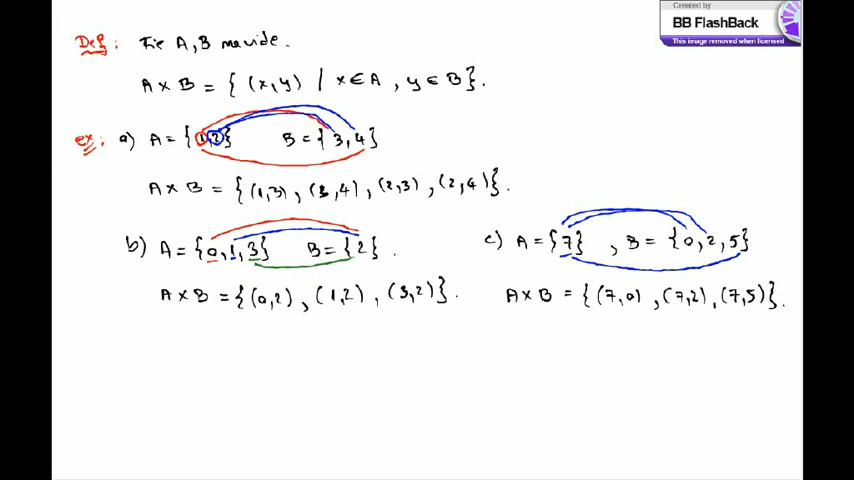 Created by
BB FlashBack
This image removed when licensed
Def: Fie A, B nevide.
A × B = { (x,y) | x ∈ A , y ∈ B }.
ex: a) A = {1,2} B = {3,4}
A × B = {(1,3) , (1,4) , (2,3) , (2,4)}.
b) A = {0,1,3} B = {2} .
A × B = {(0,2) , (1,2) , (3,2)} .
c) A = {7} , B = {0,2,5}
A × B = {(7,0) , (7,2) , (7,5)} .